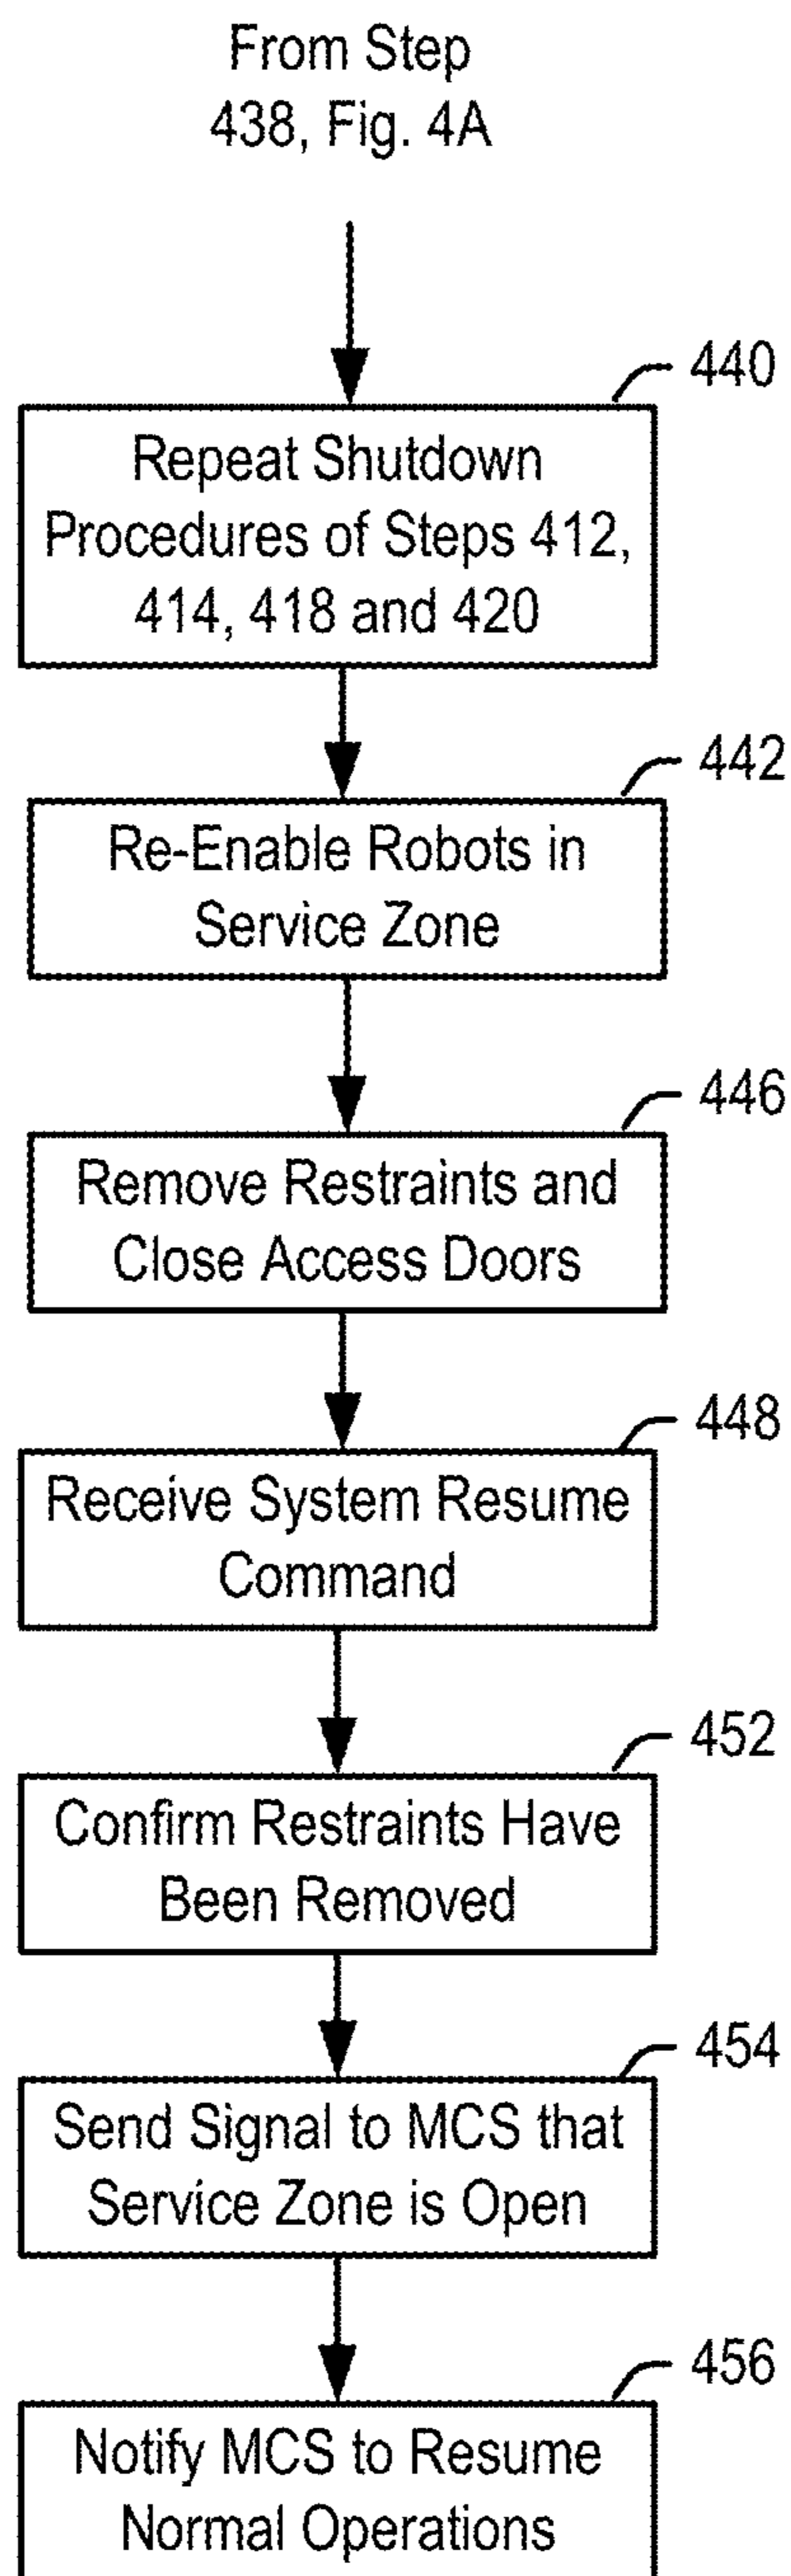 From Step
438, Fig. 4A
440
Repeat Shutdown
Procedures of Steps 412,
414, 418 and 420
442
Re-Enable Robots in
Service Zone
446
Remove Restraints and
Close Access Doors
448
Receive System Resume
Command
452
Confirm Restraints Have
Been Removed
454
Send Signal to MCS that
Service Zone is Open
456
Notify MCS to Resume
Normal Operations